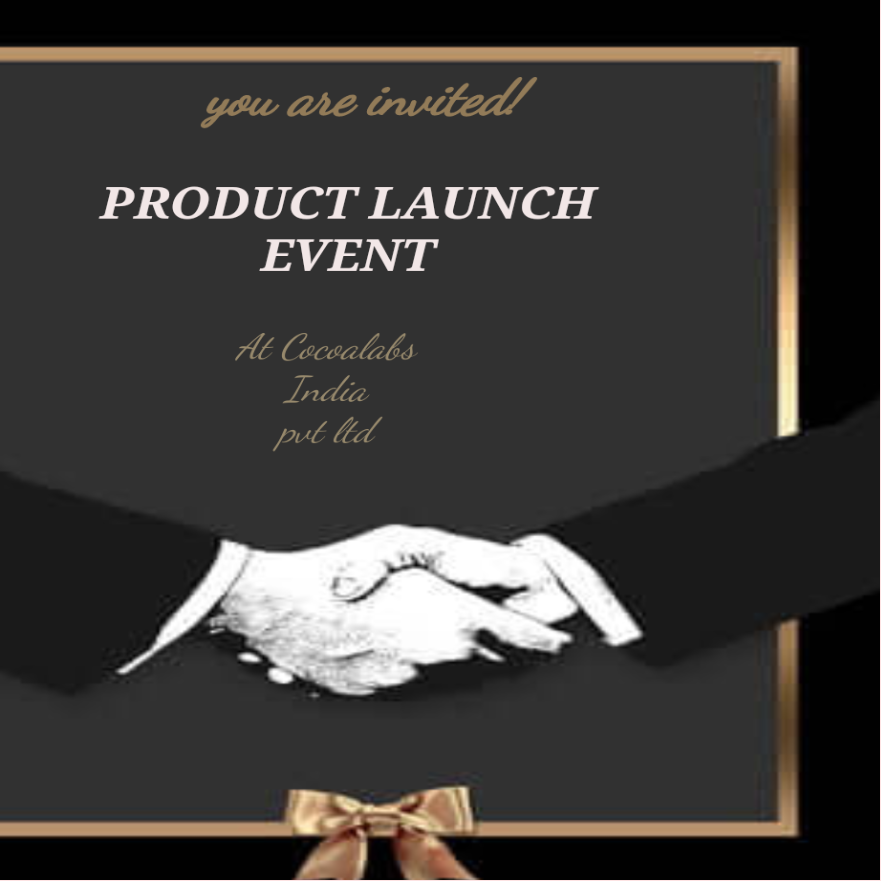 you are invited!
PRODUCT LAUNCH
EVENT
At Cocoalabs
India
pvt ltd